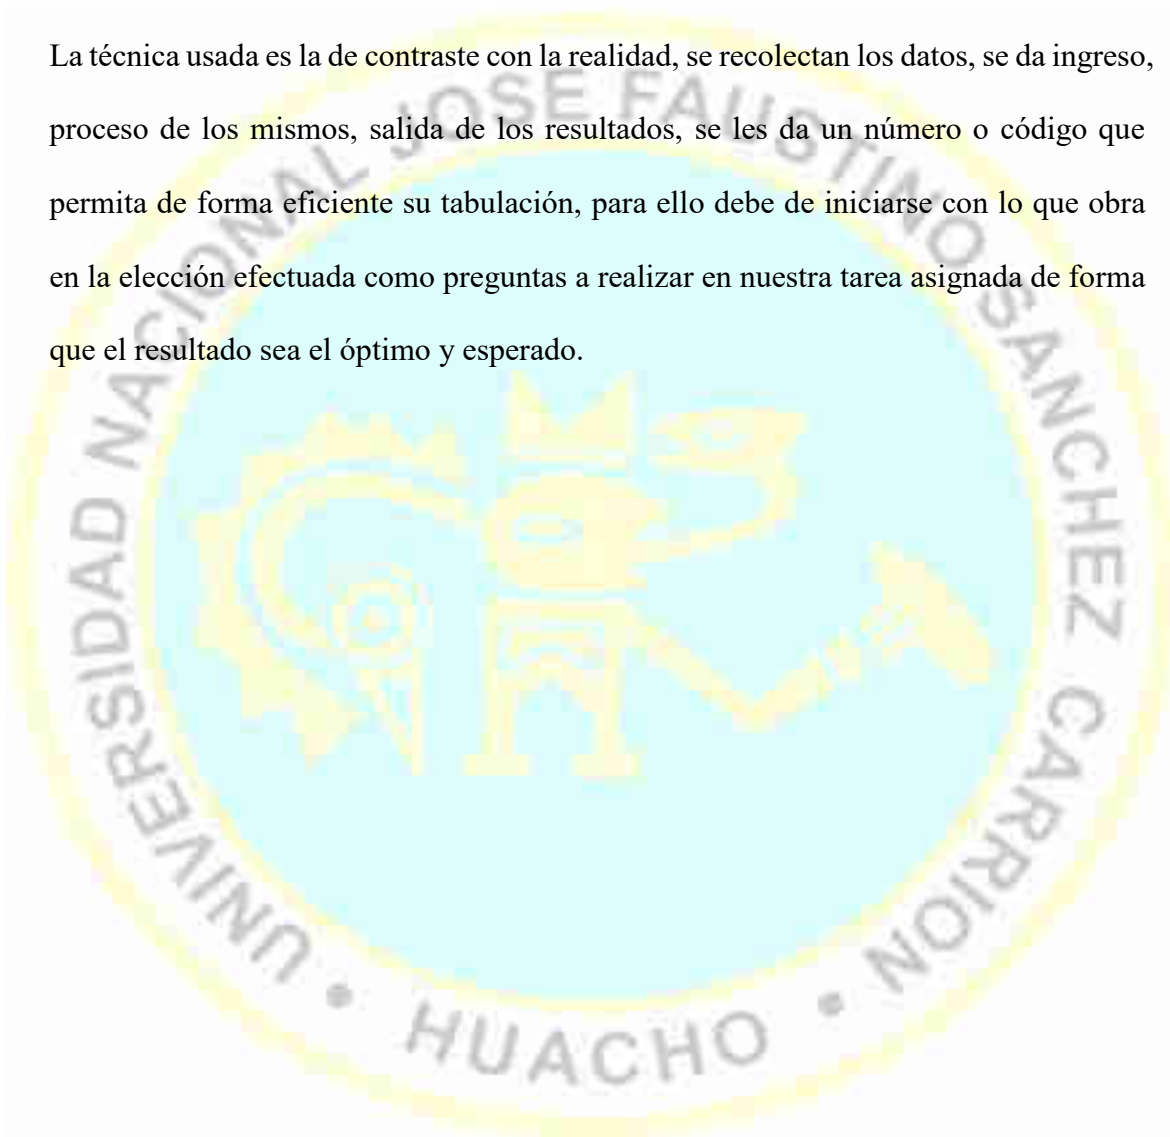 La técnica usada es la de contraste con la realidad, se recolectan los datos, se da ingreso,
proceso de los mismos, salida de los resultados, se les da un número o código que
permita de forma eficiente su tabulación, para ello debe de iniciarse con lo que obra
en la elección efectuada como preguntas a realizar en nuestra tarea asignada de forma
que el resultado sea el óptimo y esperado.
UNIVERSIDAD NACIONAL JOSE FAUSTINO SANCHEZ CARRION
• HUACHO •